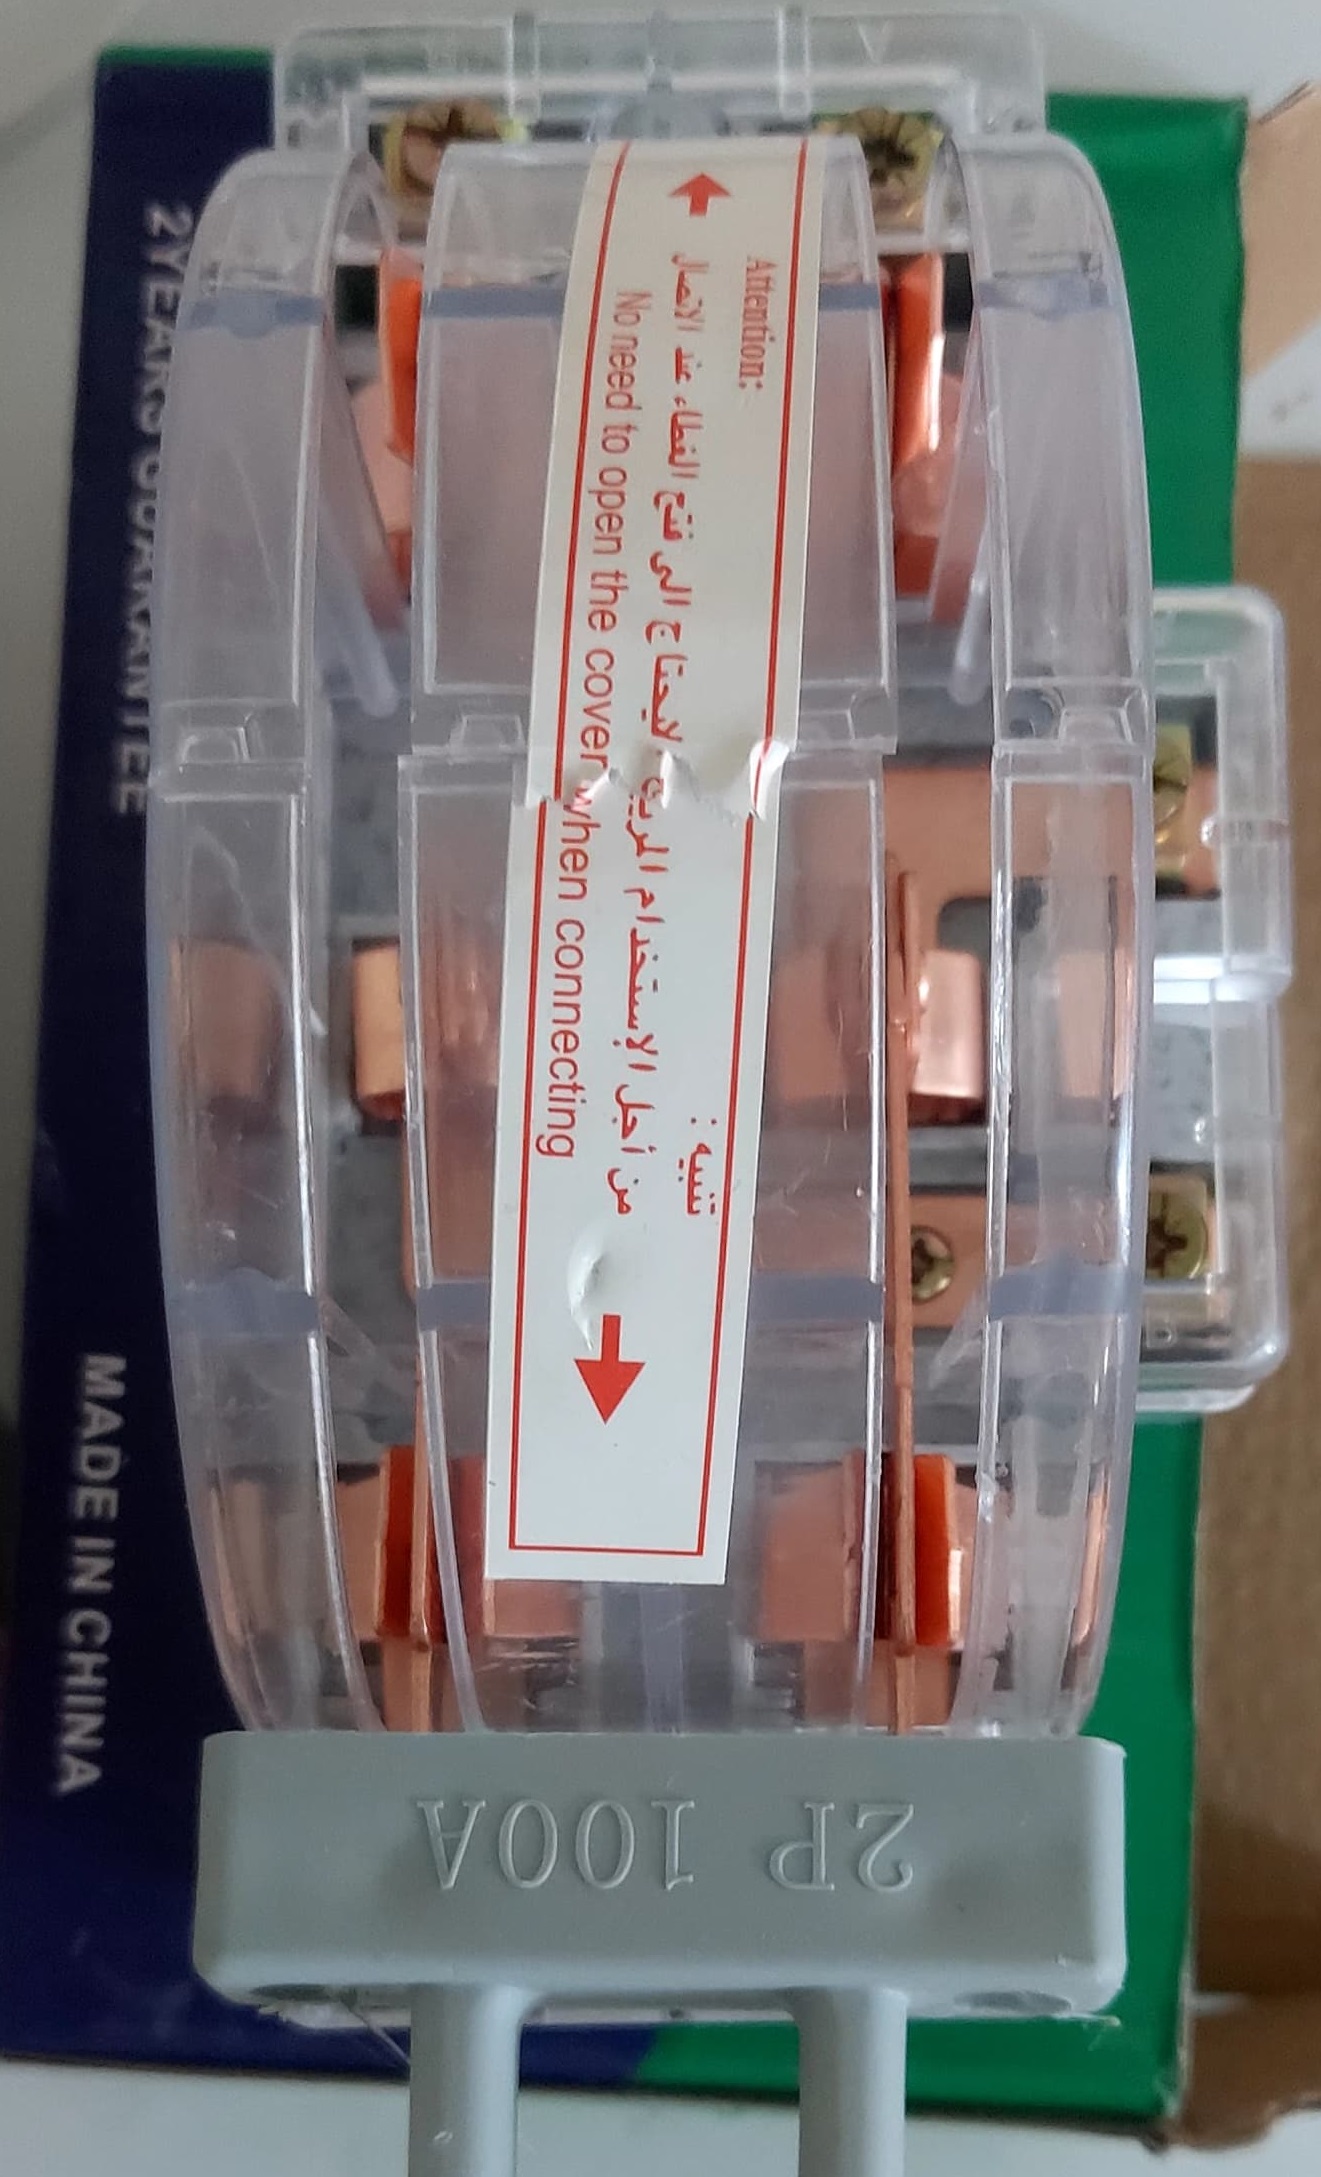 Attention:
تنبيه :
من أجل الإستخدام المريح، لايحتاج الى فتح الغطاء عند الاتصال
No need to open the cover when connecting
2P 100A
2YEARS GUARANTEE
MADE IN CHINA